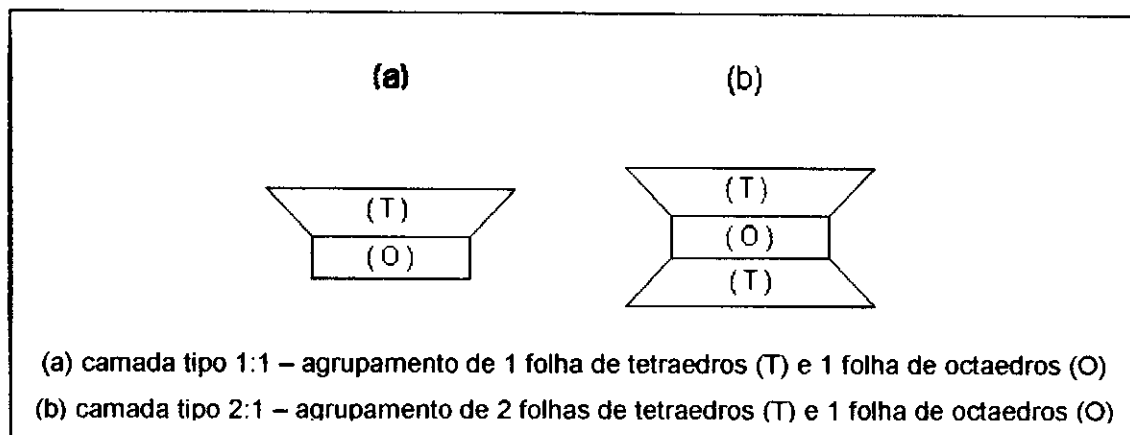 (a) (b)
(T) (T)
(O) (O)
(T)
(a) camada tipo 1:1 – agrupamento de 1 folha de tetraedros (T) e 1 folha de octaedros (O)
(b) camada tipo 2:1 – agrupamento de 2 folhas de tetraedros (T) e 1 folha de octaedros (O)